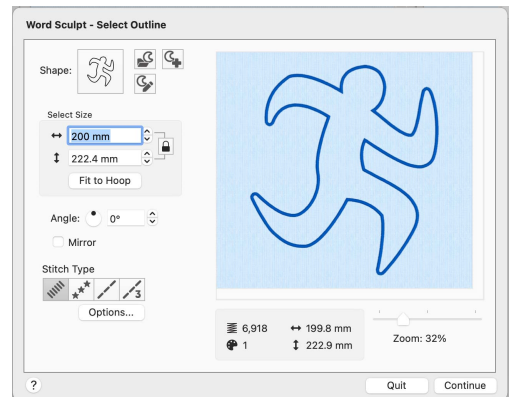 Word Sculpt - Select Outline
Shape:
Select Size
200 mm
222.4 mm
Fit to Hoop
Angle: 0°
Mirror
Stitch Type
3
Options...
6,918 199.8 mm
1 222.9 mm
Zoom: 32%
? Quit Continue